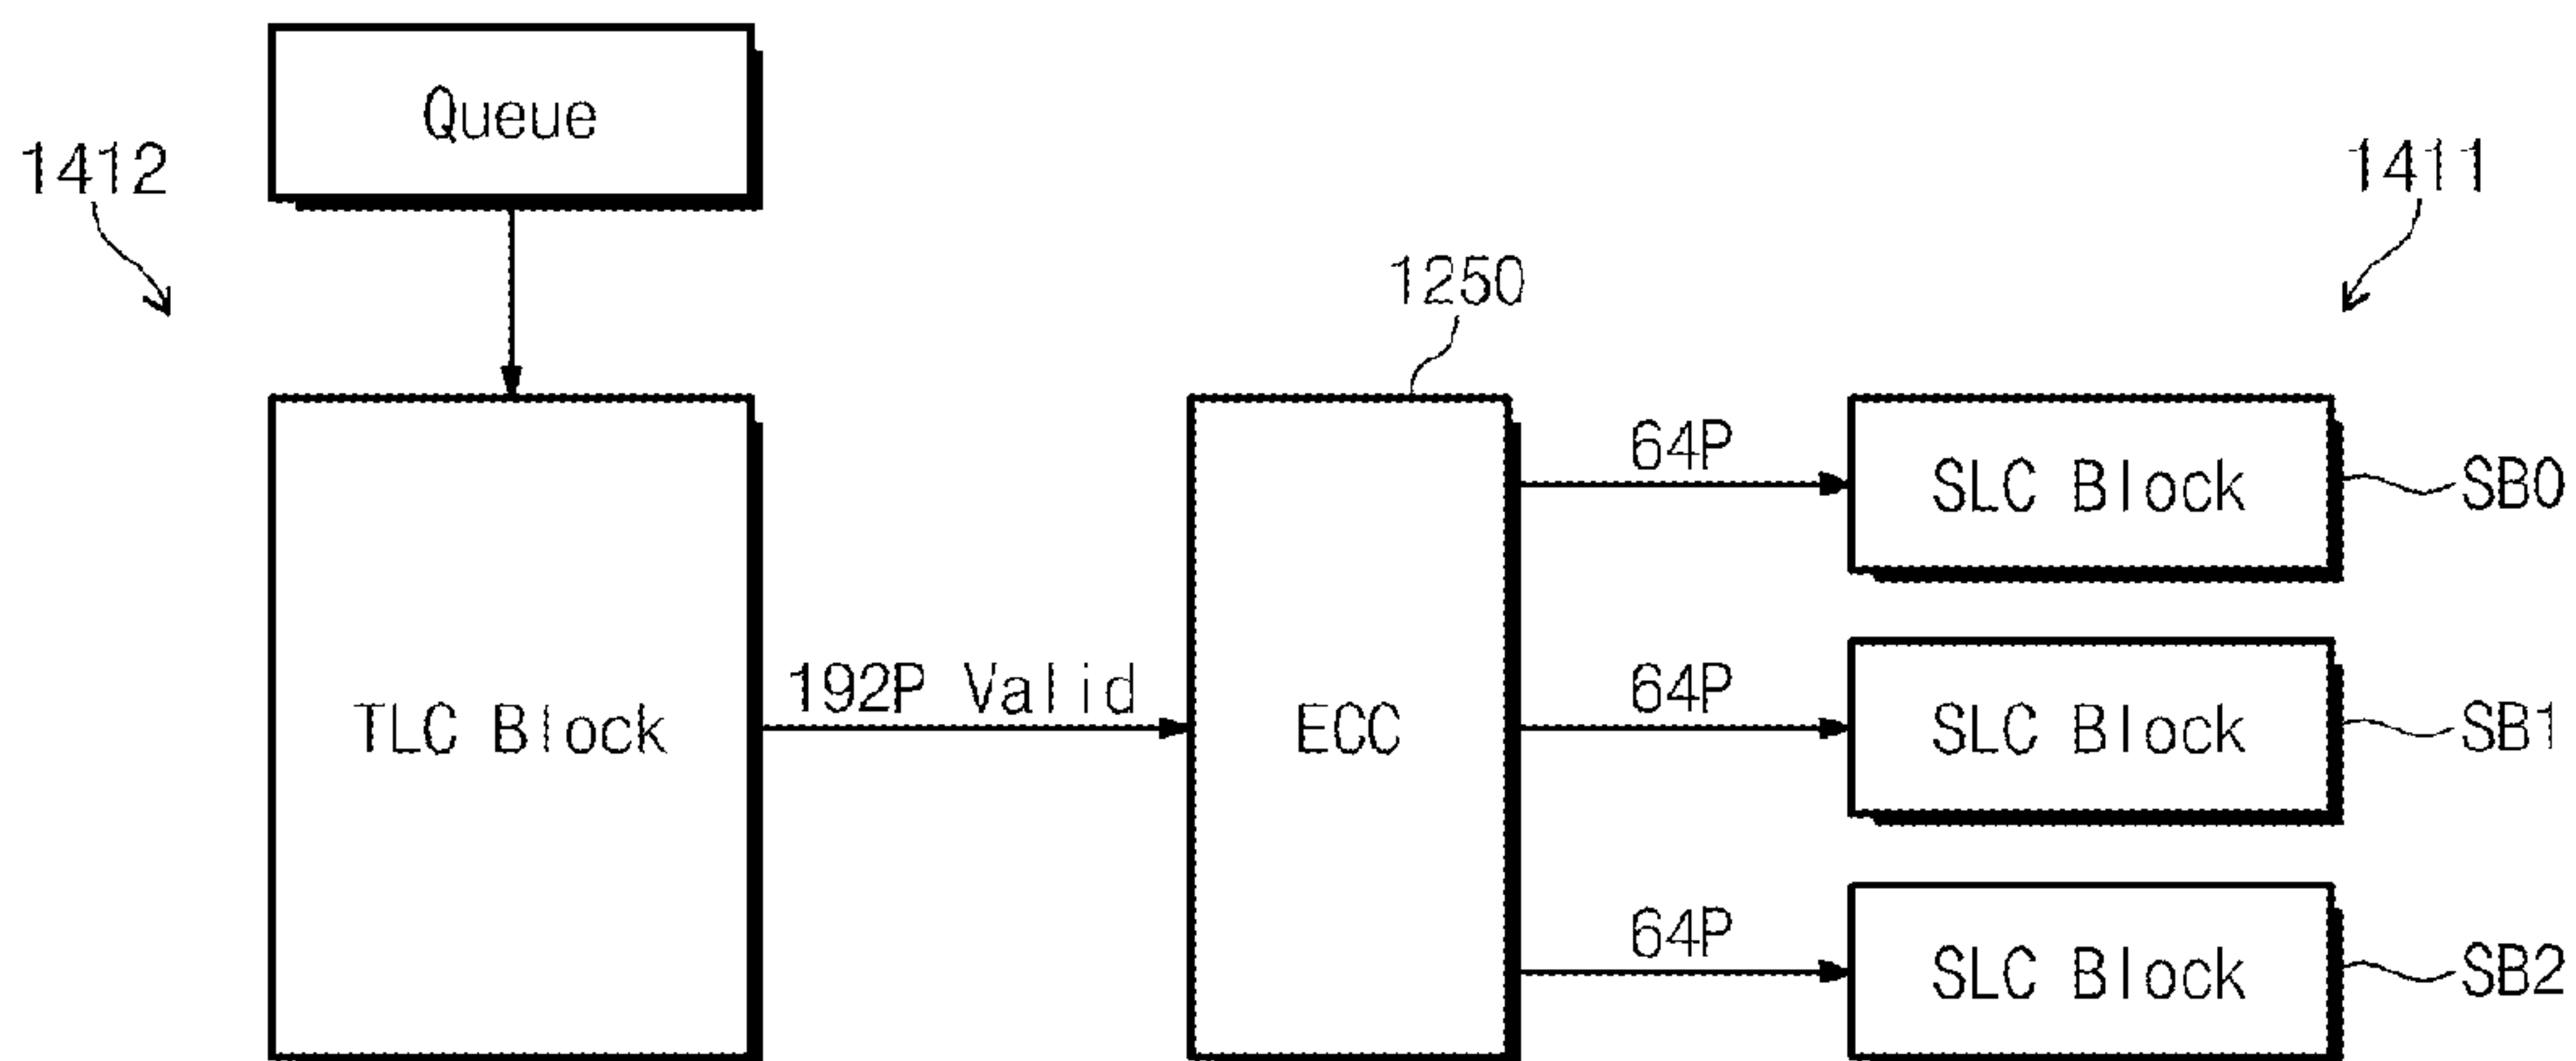 Queue
1412
1411
1250
64P
SLC Block
SB0
192P Valid
64P
TLC Block
ECC
SLC Block
SB1
64P
SLC Block
SB2